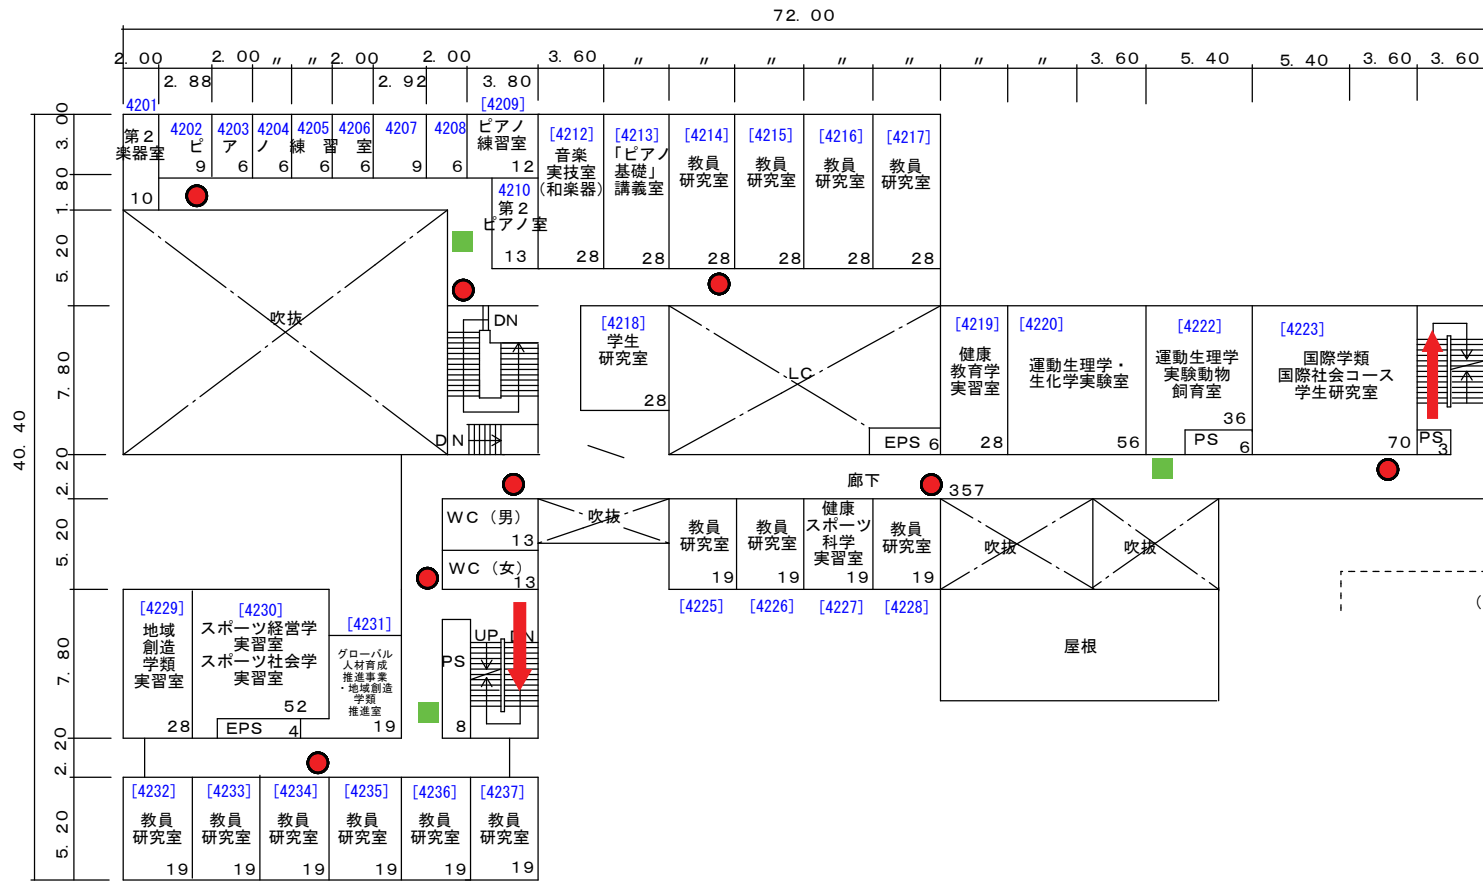 72.00
2.00 2.00 〃 〃 2.00 2.00 3.60 〃 〃 〃 〃 〃 〃 〃 3.60 5.40 5.40 3.60 3.60
2.88 2.92 3.80
40.40
3.00
1.80
5.20
7.80
2.20
5.20
7.80
2.20
5.20
4201
第2
楽器室
10
4202 4203 4204 4205 4206 4207 4208
ピアノ練習室
9 6 6 6 6 9 6
[4209]
ピアノ
練習室
12
4210
第2
ピアノ室
13
[4212]
音楽
実技室
(和楽器)
28
[4213]
「ピアノ
基礎」
講義室
28
[4214]
教員
研究室
28
[4215]
教員
研究室
28
[4216]
教員
研究室
28
[4217]
教員
研究室
28
吹抜
DN
DN
[4218]
学生
研究室
28
LC
EPS 6
[4219]
健康
教育学
実習室
28
[4220]
運動生理学・
生化学実験室
56
[4222]
運動生理学
実験動物
飼育室
36
PS
6
[4223]
国際学類
国際社会コース
学生研究室
70
PS
3
廊下
357
WC(男)
13
WC(女)
13
吹抜
教員
研究室
19
[4225]
教員
研究室
19
[4226]
健康
スポーツ
科学
実習室
19
[4227]
教員
研究室
19
[4228]
吹抜
吹抜
屋根
(
[4229]
地域
創造
学類
実習室
28
[4230]
スポーツ経営学
実習室
スポーツ社会学
実習室
52
EPS 4
[4231]
グローバル
人材育成
推進事業
・地域創造
学類
推進室
19
PS
8
UP DN
[4232]
教員
研究室
19
[4233]
教員
研究室
19
[4234]
教員
研究室
19
[4235]
教員
研究室
19
[4236]
教員
研究室
19
[4237]
教員
研究室
19